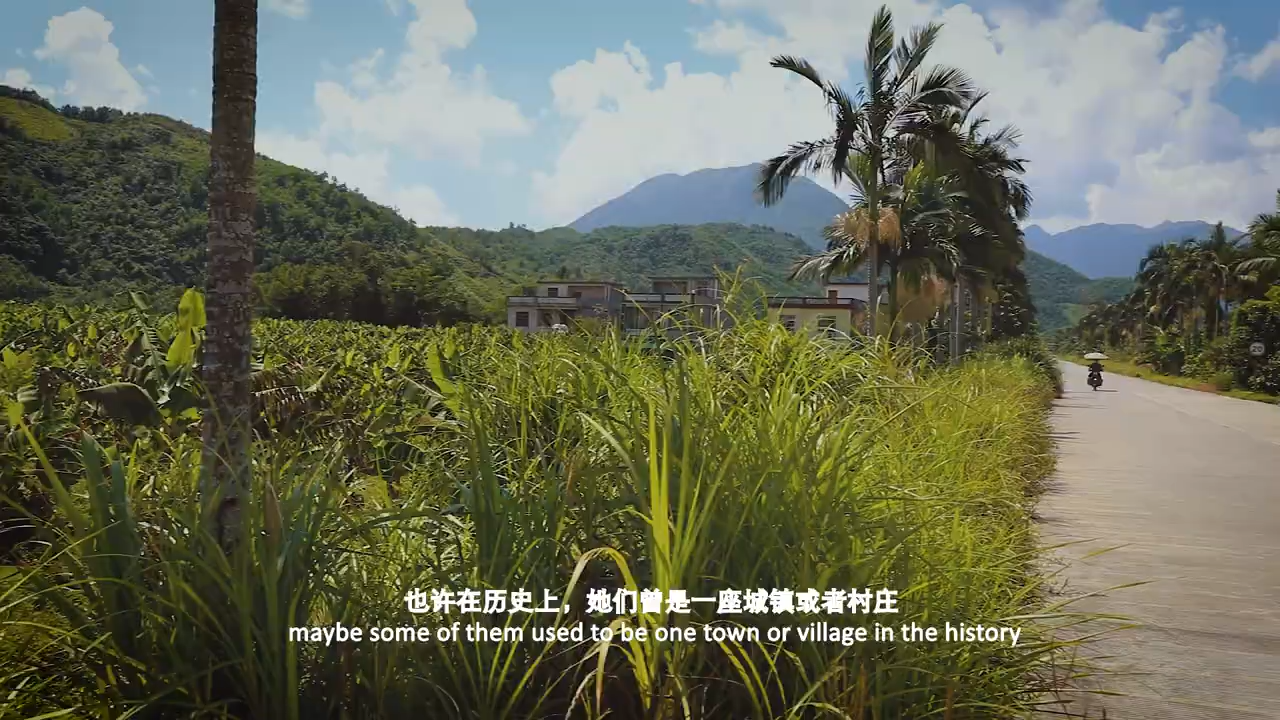 20
也许在历史上，她们曾是一座城镇或者村庄
maybe some of them used to be one town or village in the history